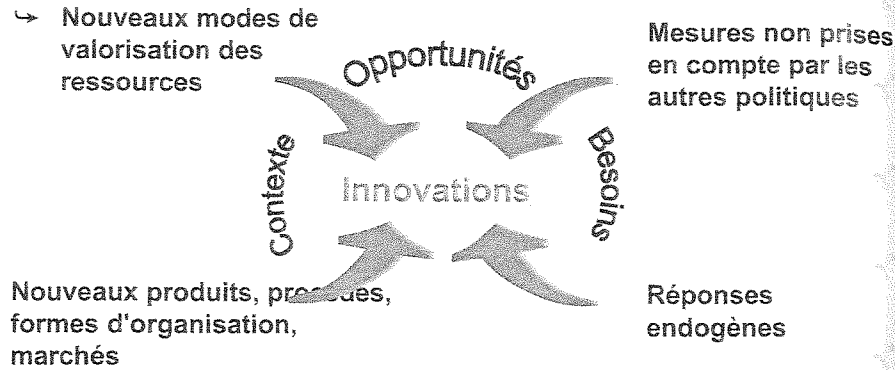 ↪ Nouveaux modes de
valorisation des
ressources
Opportunités
Mesures non prises
en compte par les
autres politiques
Contexte
Innovations
Besoins
Nouveaux produits, procédés,
formes d'organisation,
marchés
Réponses
endogènes